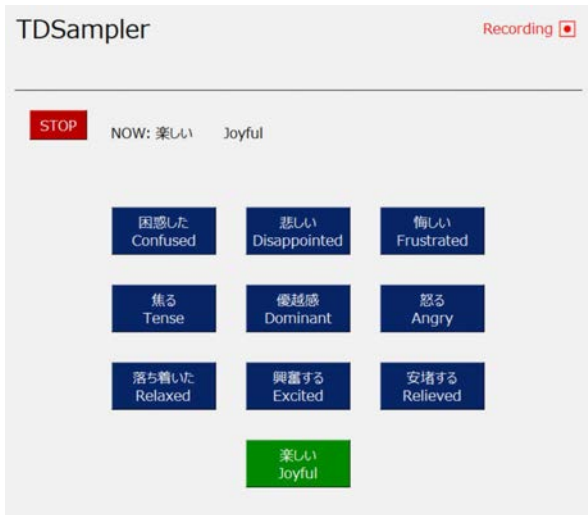 TDSampler
Recording
STOP
NOW: 楽しい Joyful
困惑した
Confused
悲しい
Disappointed
悔しい
Frustrated
焦る
Tense
優越感
Dominant
怒る
Angry
落ち着いた
Relaxed
興奮する
Excited
安堵する
Relieved
楽しい
Joyful